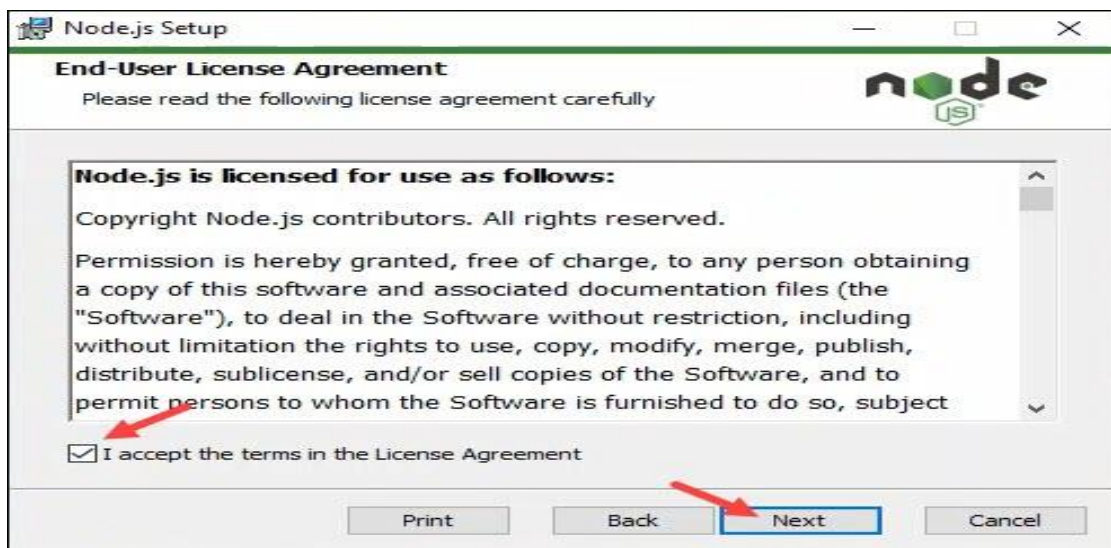 Node.js Setup
End-User License Agreement
Please read the following license agreement carefully
node
JS
Node.js is licensed for use as follows:
Copyright Node.js contributors. All rights reserved.
Permission is hereby granted, free of charge, to any person obtaining
a copy of this software and associated documentation files (the
"Software"), to deal in the Software without restriction, including
without limitation the rights to use, copy, modify, merge, publish,
distribute, sublicense, and/or sell copies of the Software, and to
permit persons to whom the Software is furnished to do so, subject
I accept the terms in the License Agreement
Print Back Next Cancel